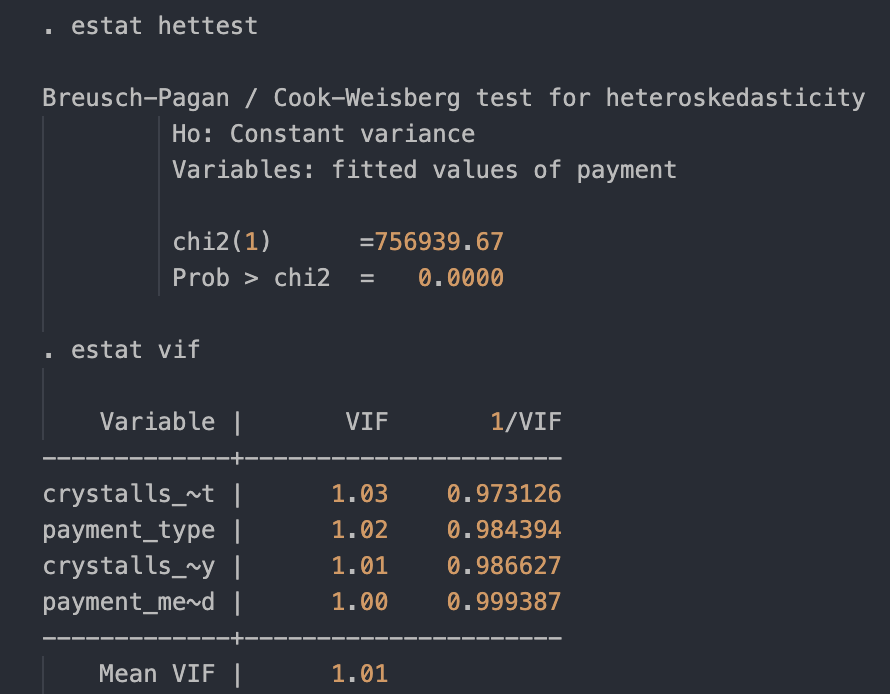 . estat hettest
Breusch-Pagan / Cook-Weisberg test for heteroskedasticity
Ho: Constant variance
Variables: fitted values of payment
chi2(1)      =756939.67
Prob > chi2  =   0.0000
. estat vif
    Variable |       VIF       1/VIF
-------------+----------------------
crystalls_~t |      1.03    0.973126
payment_type |      1.02    0.984394
crystalls_~y |      1.01    0.986627
payment_me~d |      1.00    0.999387
-------------+----------------------
    Mean VIF |      1.01